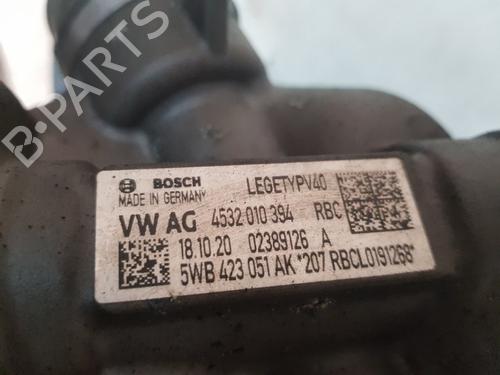 B-PARTS
BOSCH LEGETYPV40
MADE IN GERMANY
VW AG 4532 010 394 RBC
18.10.20 02389126 A
5WB 423 051 AK *207 RBCL0191268*